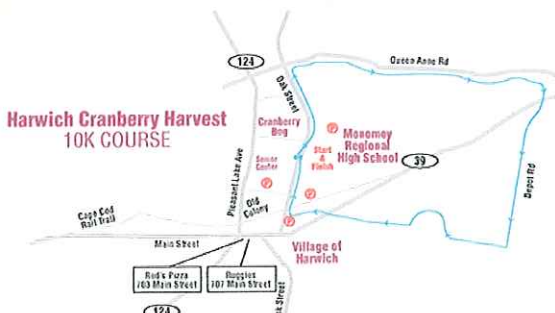 124
Queen Anne Rd
Oak Street
Harwich Cranberry Harvest
10K COURSE
Cranberry
Bog
Monomoy
Regional
High School
Start
&
Finish
39
Senior
Center
Pleasant Lake Ave
Depot Rd
Old
Colony
Cape Cod
Rail Trail
Main Street
Village of
Harwich
Red's Pizza
703 Main Street
Ruggies
707 Main Street
124